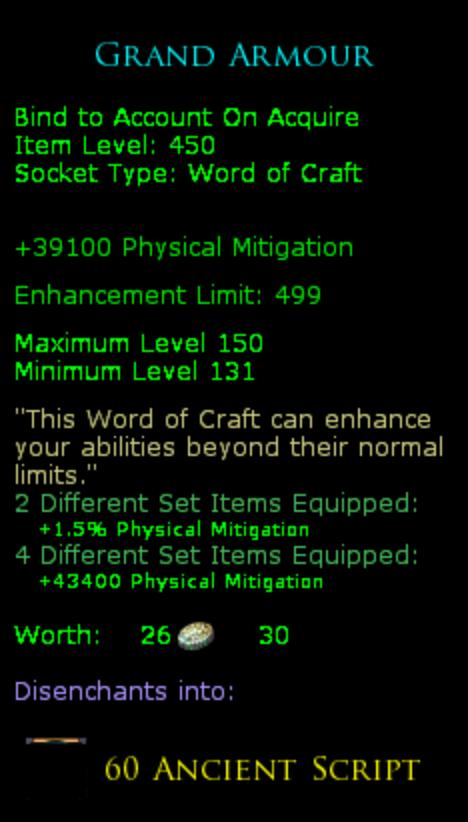 GRAND ARMOUR
Bind to Account On Acquire
Item Level: 450
Socket Type: Word of Craft
+39100 Physical Mitigation
Enhancement Limit: 499
Maximum Level 150
Minimum Level 131
"This Word of Craft can enhance
your abilities beyond their normal
limits."
2 Different Set Items Equipped:
+1.5% Physical Mitigation
4 Different Set Items Equipped:
+43400 Physical Mitigation
Worth: 26 30
Disenchants into:
60 ANCIENT SCRIPT